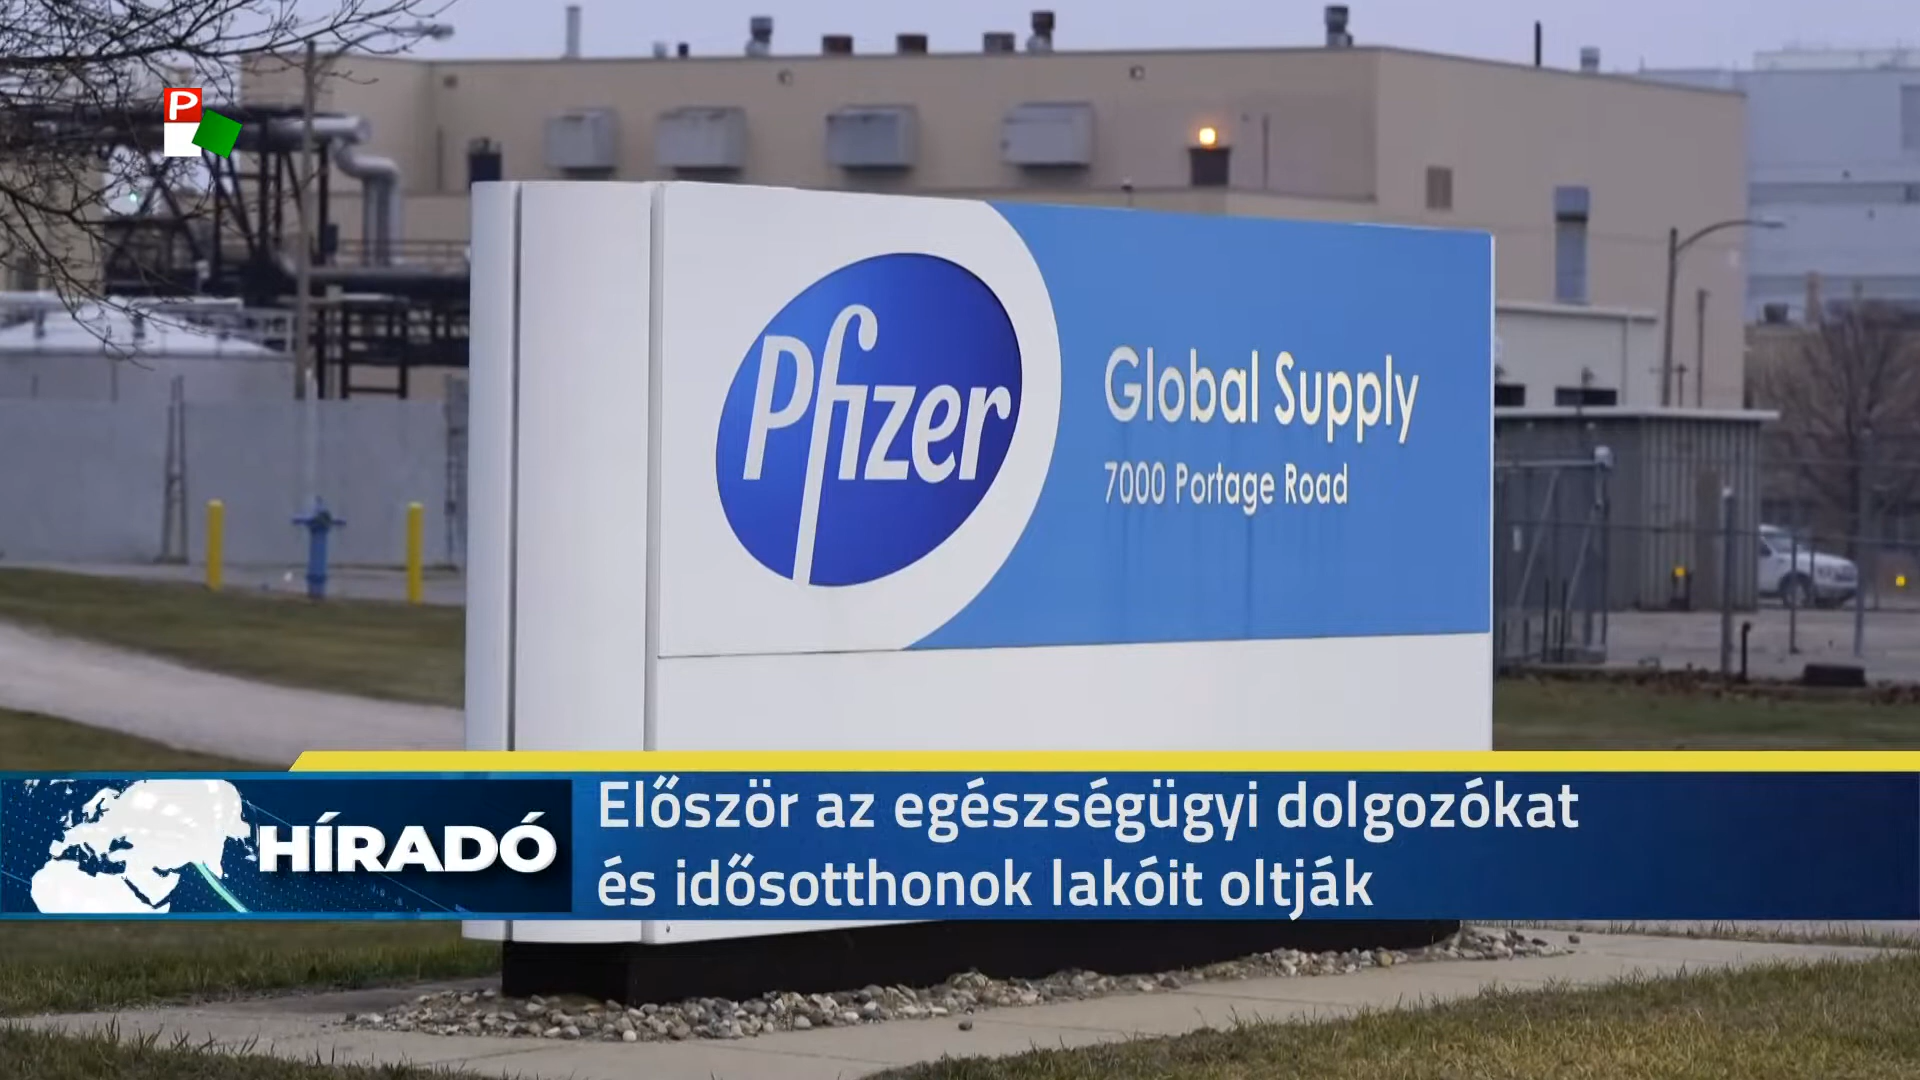 P
Pfizer
Global Supply
7000 Portage Road
HÍRADÓ
Először az egészségügyi dolgozókat
és idősotthonok lakóit oltják